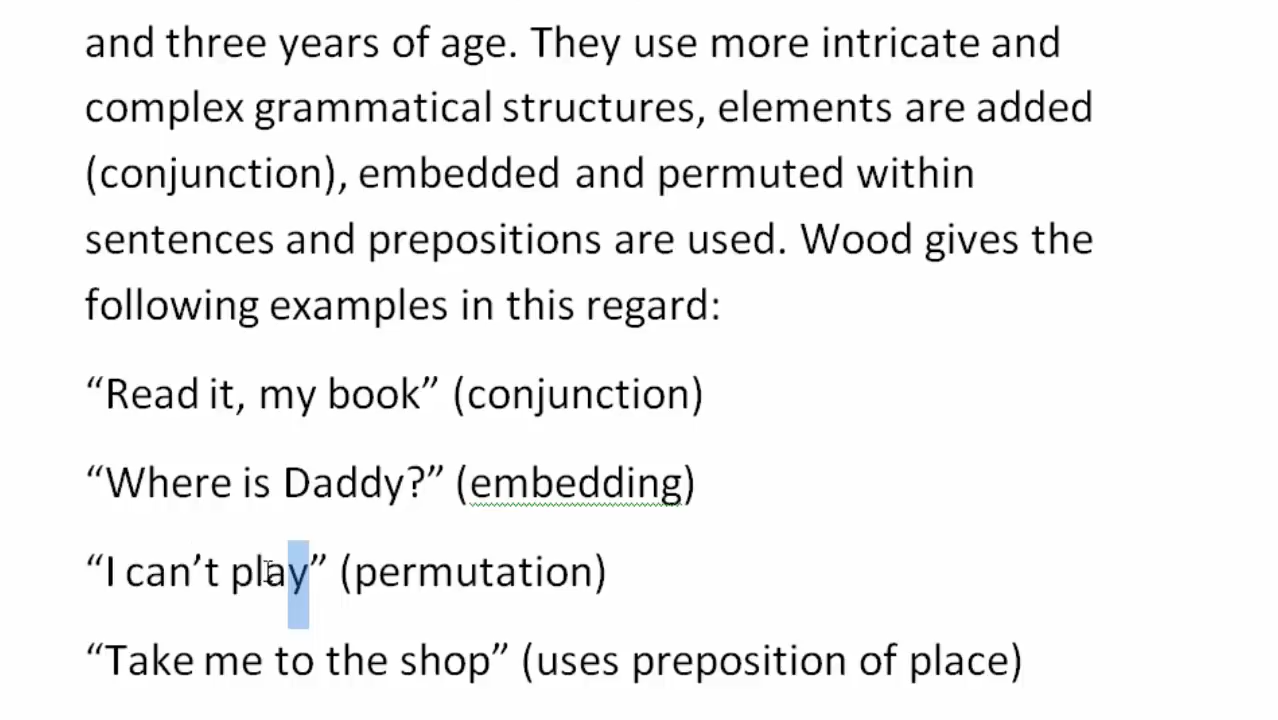 and three years of age. They use more intricate and
complex grammatical structures, elements are added
(conjunction), embedded and permuted within
sentences and prepositions are used. Wood gives the
following examples in this regard:
“Read it, my book” (conjunction)
“Where is Daddy?” (embedding)
“I can’t play” (permutation)
“Take me to the shop” (uses preposition of place)